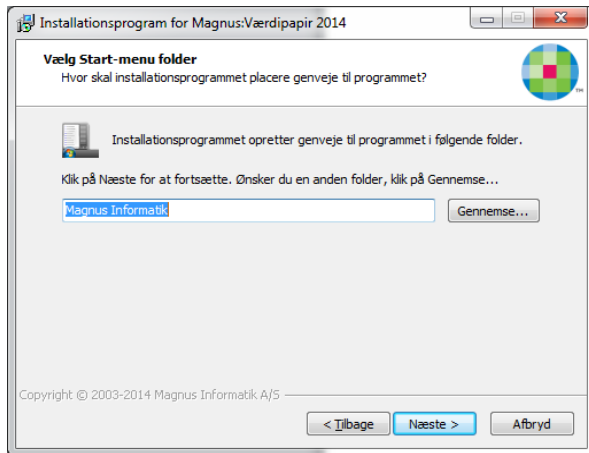 Installationsprogram for Magnus:Værdipapir 2014
Vælg Start-menu folder
Hvor skal installationsprogrammet placere genveje til programmet?
TM
Installationsprogrammet opretter genveje til programmet i følgende folder.
Klik på Næste for at fortsætte. Ønsker du en anden folder, klik på Gennemse...
Magnus Informatik
Gennemse...
Copyright © 2003-2014 Magnus Informatik A/S
< Tilbage
Næste >
Afbryd